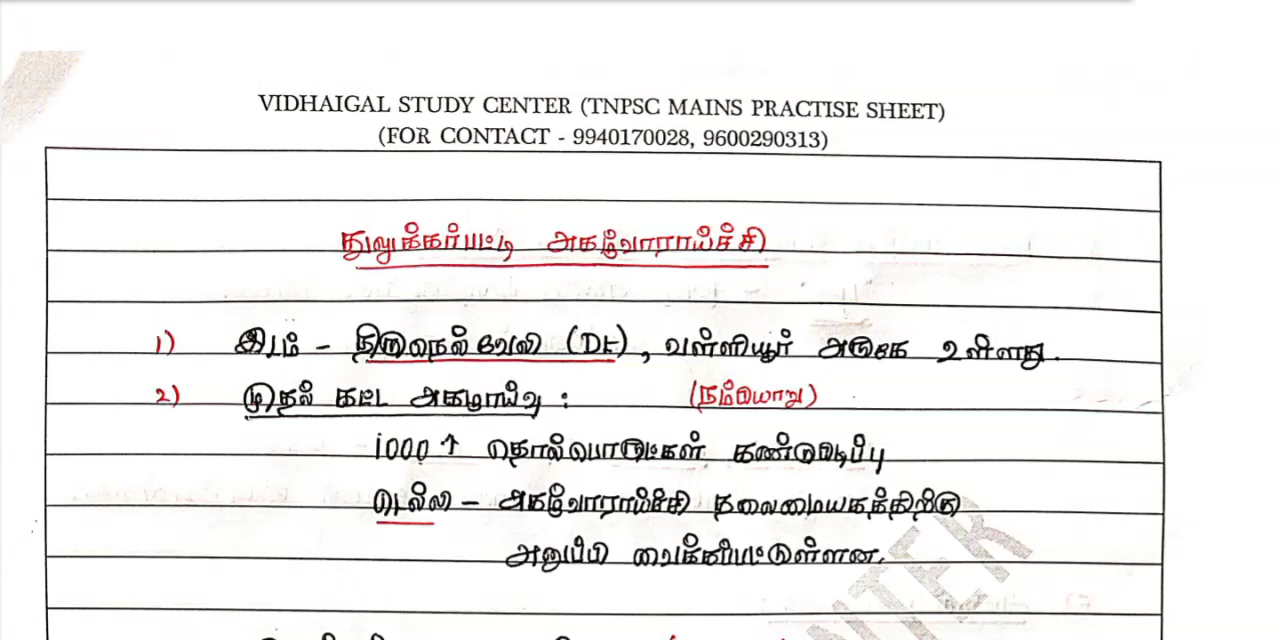 VIDHAIGAL STUDY CENTER (TNPSC MAINS PRACTISE SHEET)
(FOR CONTACT - 9940170028, 9600290313)
துலுக்கர்பட்டி அகழ்வோராய்ச்சி
1) இடம் - திருநெல்வேலி (Dt), வள்ளியூர் அருகே உள்ளது.
2) முதல் கட்ட அகழாய்வு : (நம்பியாறு)
1000 ↑ தொல்பொருட்கள் கண்டுபிடிப்பு
டெல்லி - அகழ்வோராய்ச்சி தலைமையகத்திற்கு
அனுப்பி வைக்கப்பட்டுள்ளன.